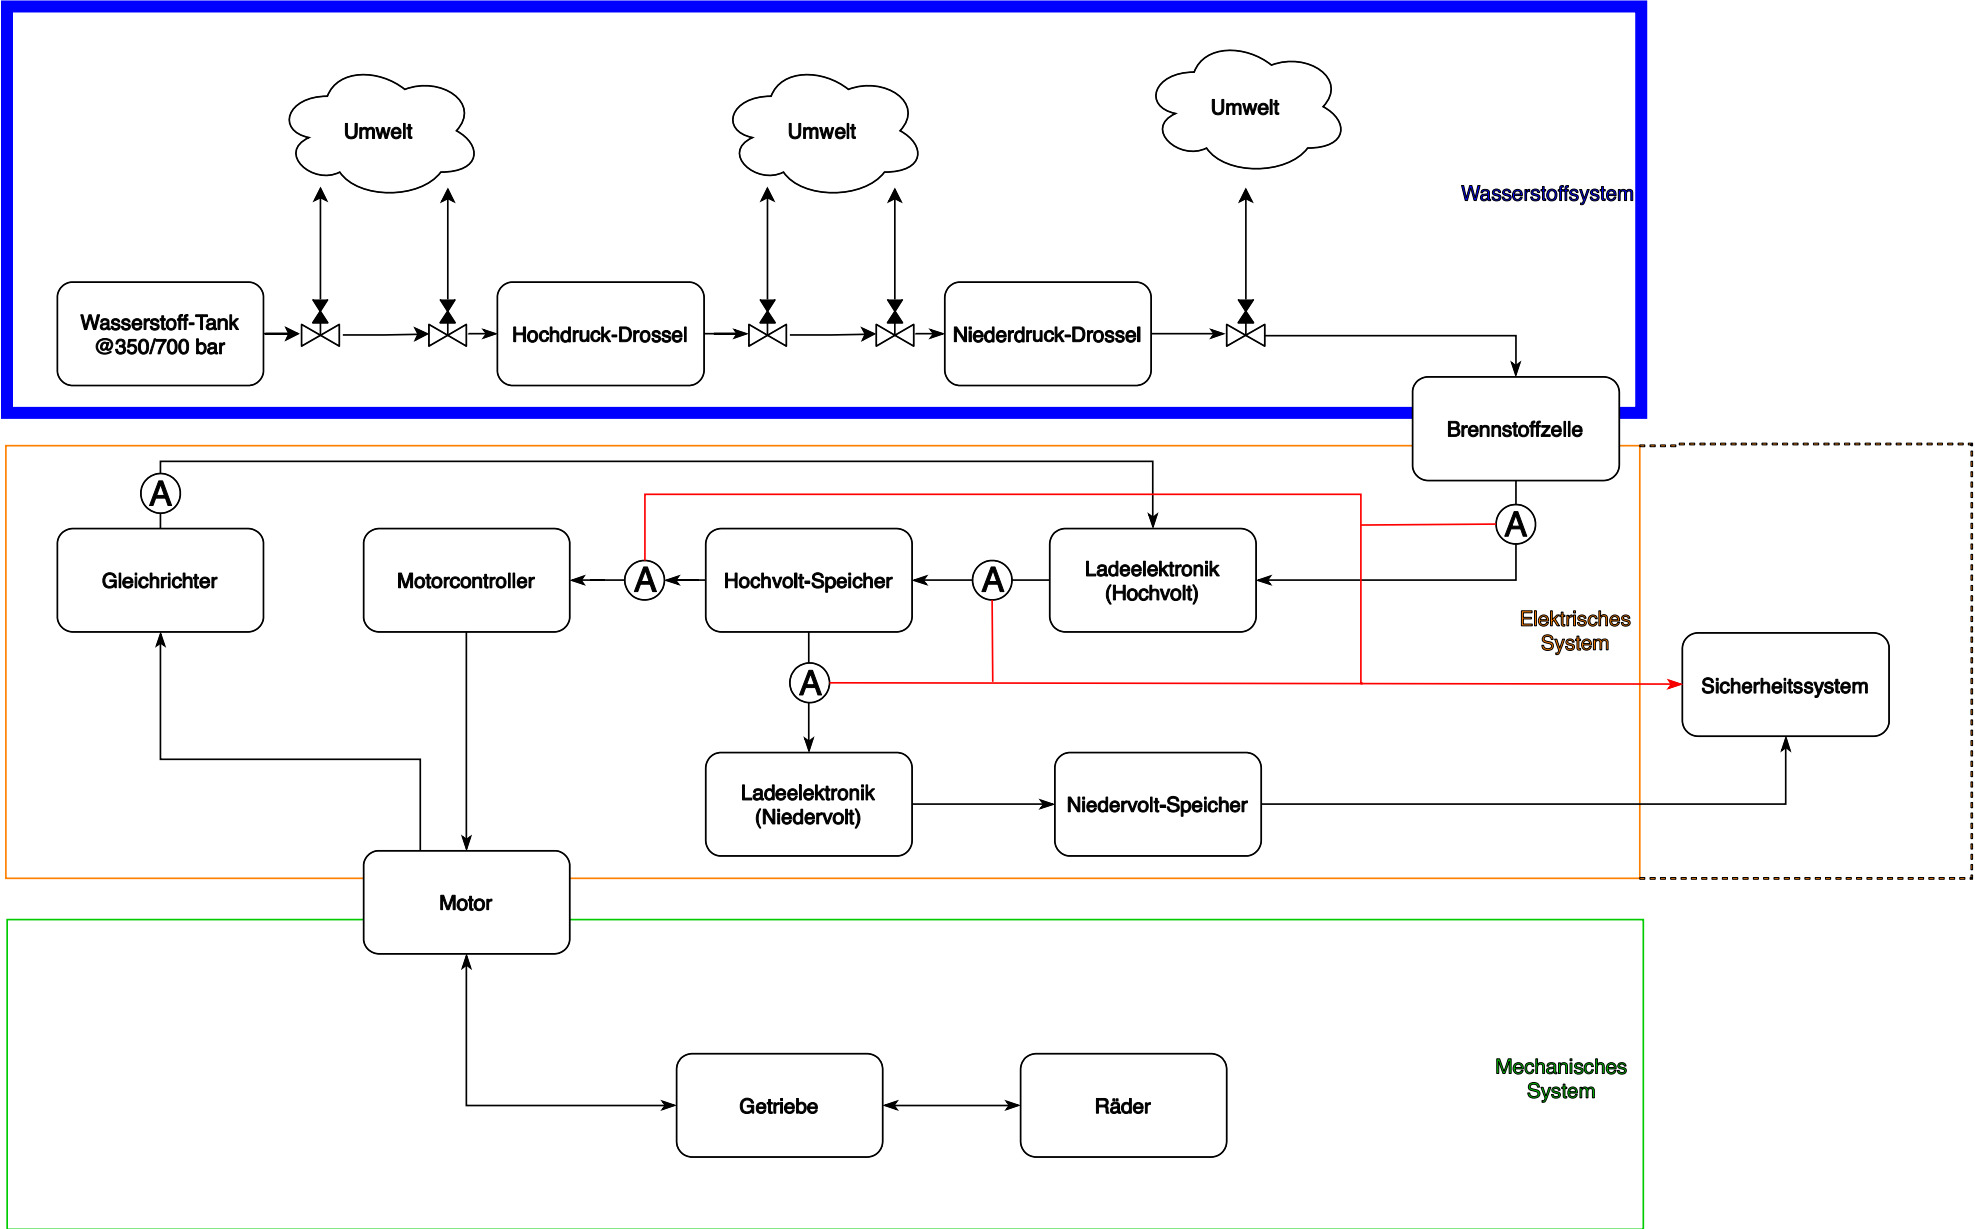 Umwelt
Umwelt
Umwelt
Wasserstoffsystem
Wasserstoff-Tank
@350/700 bar
Hochdruck-Drossel
Niederdruck-Drossel
Brennstoffzelle
A
A
Gleichrichter
Motorcontroller
A
Hochvolt-Speicher
A
Ladeelektronik
(Hochvolt)
Elektrisches
System
A
Sicherheitssystem
Ladeelektronik
(Niedervolt)
Niedervolt-Speicher
Motor
Mechanisches
System
Getriebe
Räder